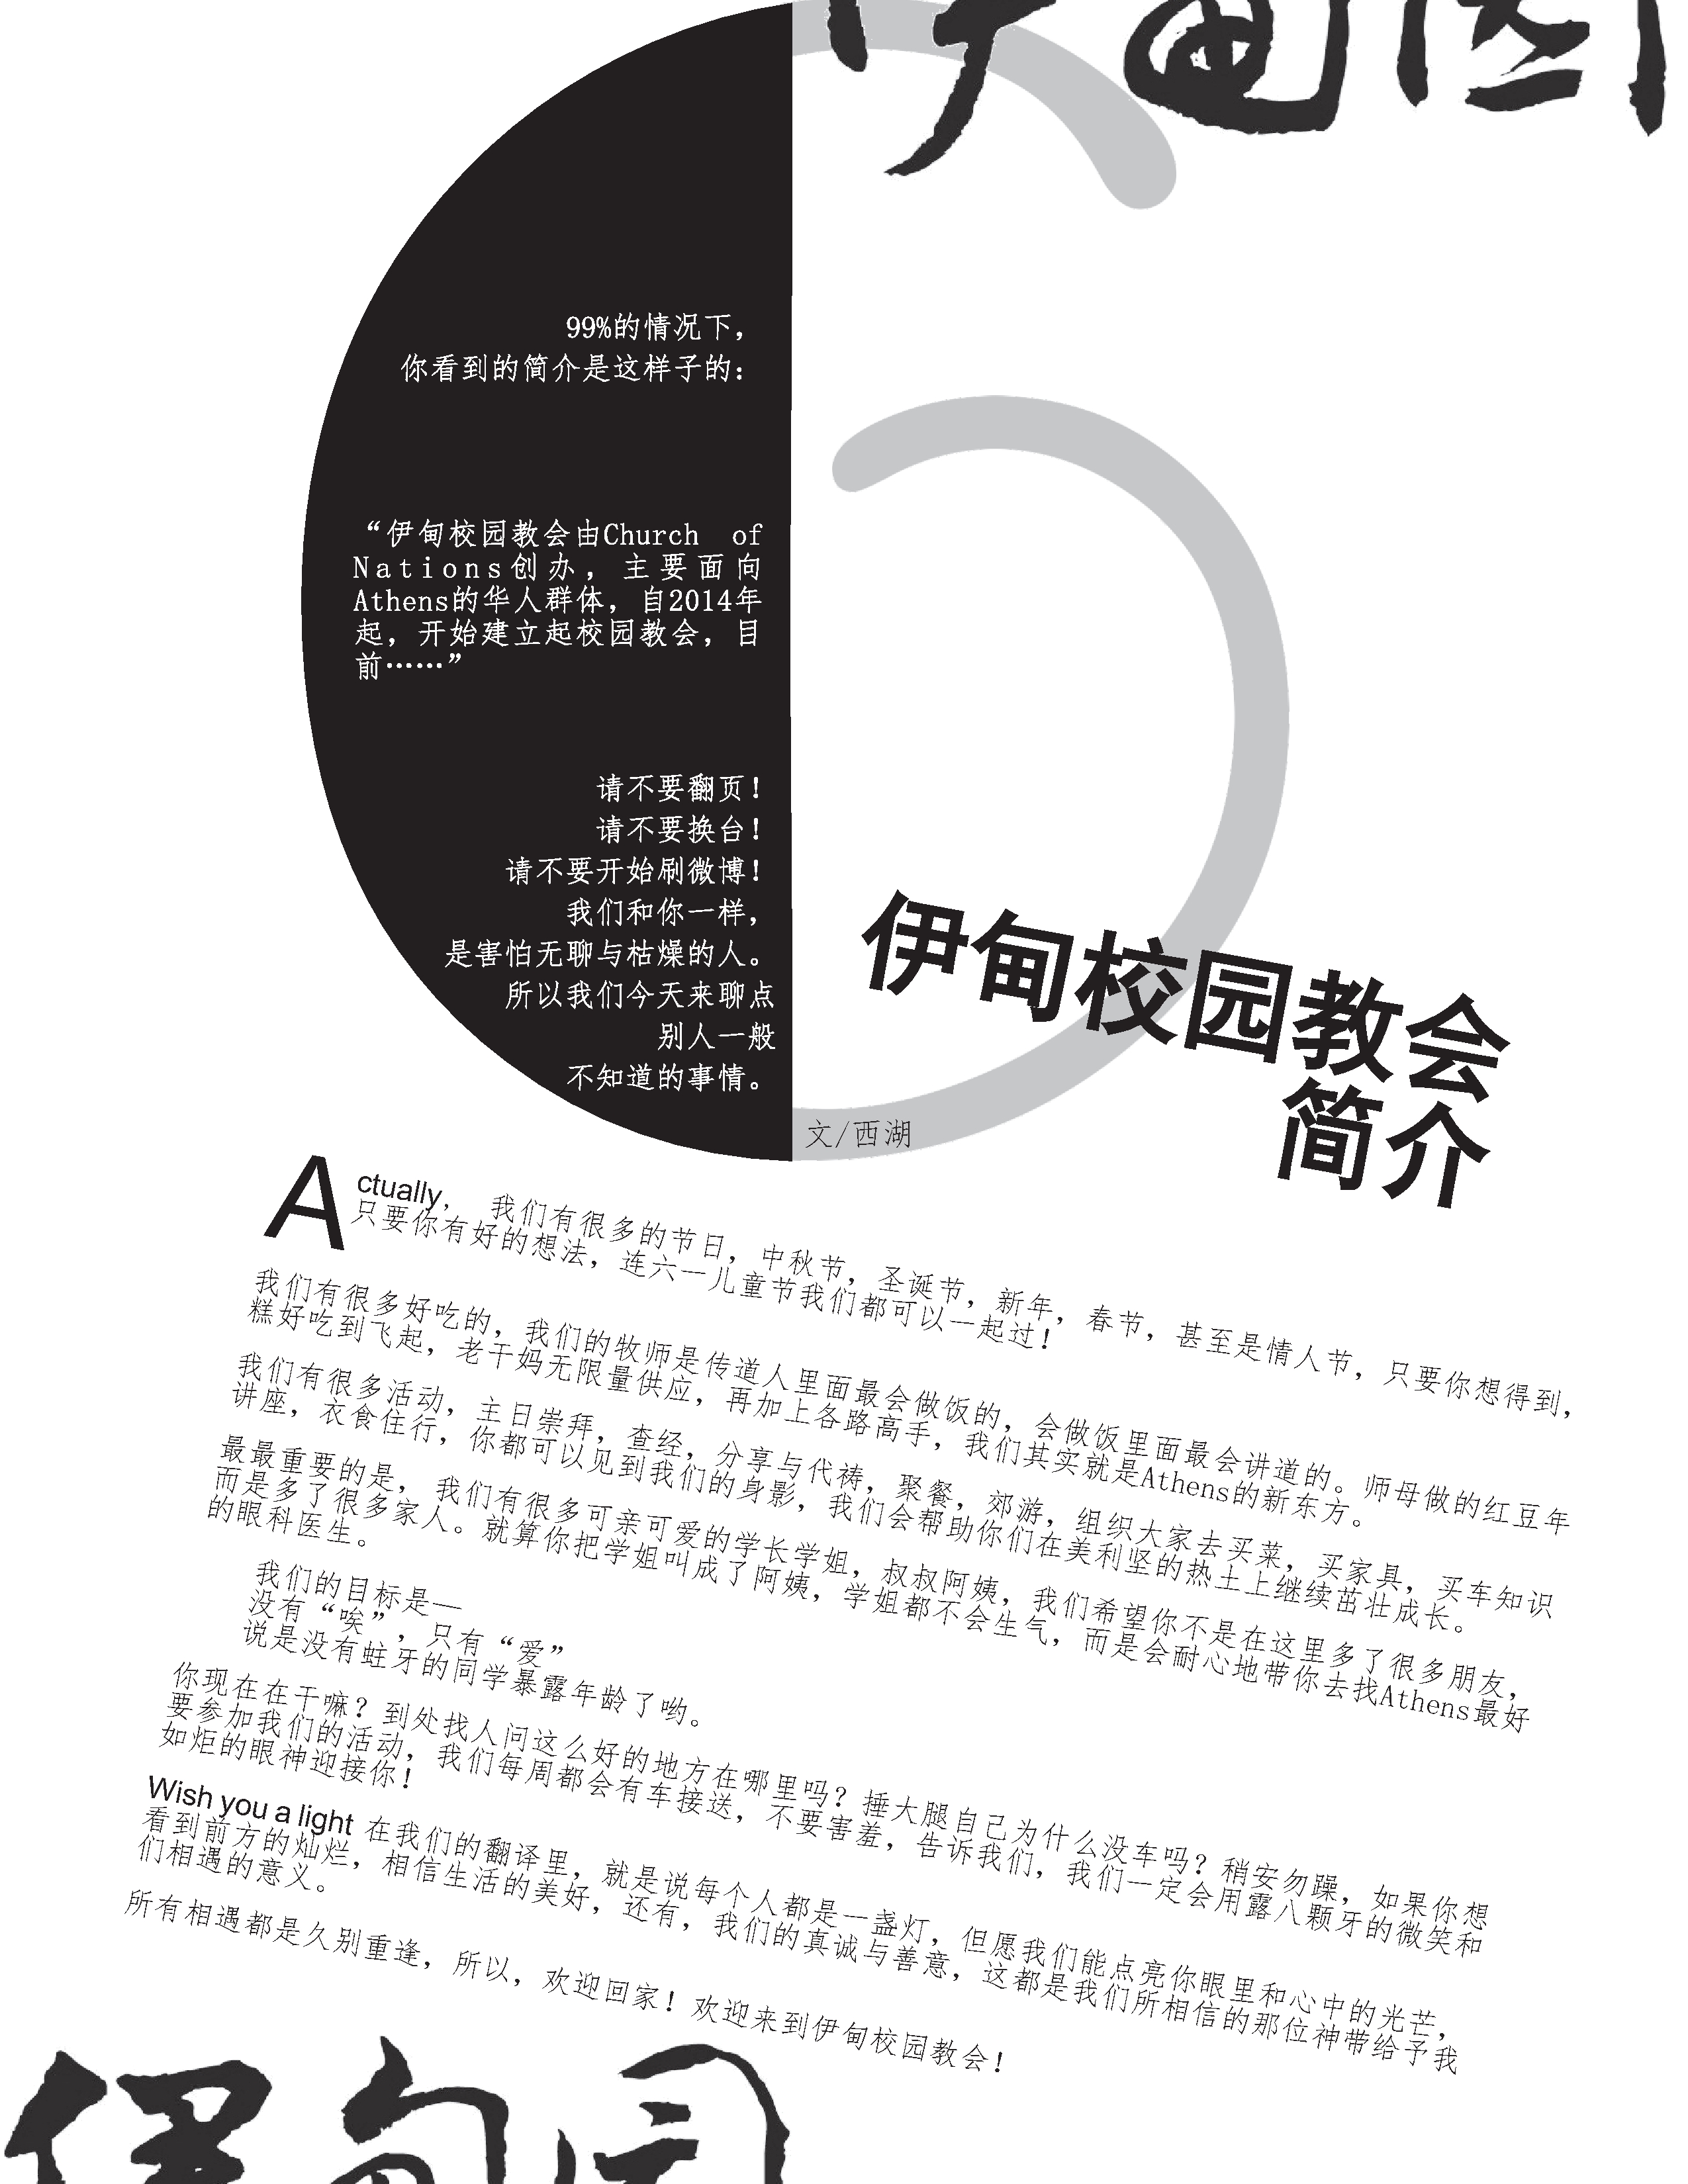 伊甸园
99%的情况下，
你看到的简介是这样子的：
“伊甸校园教会由Church of
Nations创办，主要面向
Athens的华人群体，自2014年
起，开始建立起校园教会，目
前……”
请不要翻页！
请不要换台！
请不要开始刷微博！
我们和你一样，
是害怕无聊与枯燥的人。
所以我们今天来聊点
别人一般
不知道的事情。
伊甸校园教会
简介
文/西湖
Actually， 我们有很多的节日，中秋节，圣诞节，新年，春节，甚至是情人节，只要你想得到，
只要你有好的想法，连六一儿童节我们都可以一起过！
我们有很多好吃的，我们的牧师是传道人里面最会做饭的，会做饭里面最会讲道的。师母做的红豆年
糕好吃到飞起，老干妈无限量供应，再加上各路高手，我们其实就是Athens的新东方。
我们有很多活动，主日崇拜，查经，分享与代祷，聚餐，郊游，组织大家去买菜，买家具，买车知识
讲座，衣食住行，你都可以见到我们的身影，我们会帮助你们在美利坚的热土上继续茁壮成长。
最最重要的是，我们有很多可亲可爱的学长学姐，叔叔阿姨，我们希望你不是在这里多了很多朋友，
而是多了很多家人。就算你把学姐叫成了阿姨，学姐都不会生气，而是会耐心地带你去找Athens最好
的眼科医生。
我们的目标是—
没有“唉”，只有“爱”
说是没有蛀牙的同学暴露年龄了哟。
你现在在干嘛？到处找人问这么好的地方在哪里吗？捶大腿自己为什么没车吗？稍安勿躁，如果你想
要参加我们的活动，我们每周都会有车接送，不要害羞，告诉我们，我们一定会用露八颗牙的微笑和
如炬的眼神迎接你！
Wish you a light 在我们的翻译里，就是说每个人都是一盏灯，但愿我们能点亮你眼里和心中的光芒，
看到前方的灿烂，相信生活的美好，还有，我们的真诚与善意，这都是我们所相信的那位神带给予我
们相遇的意义。
所有相遇都是久别重逢，所以，欢迎回家！欢迎来到伊甸校园教会！
伊甸园